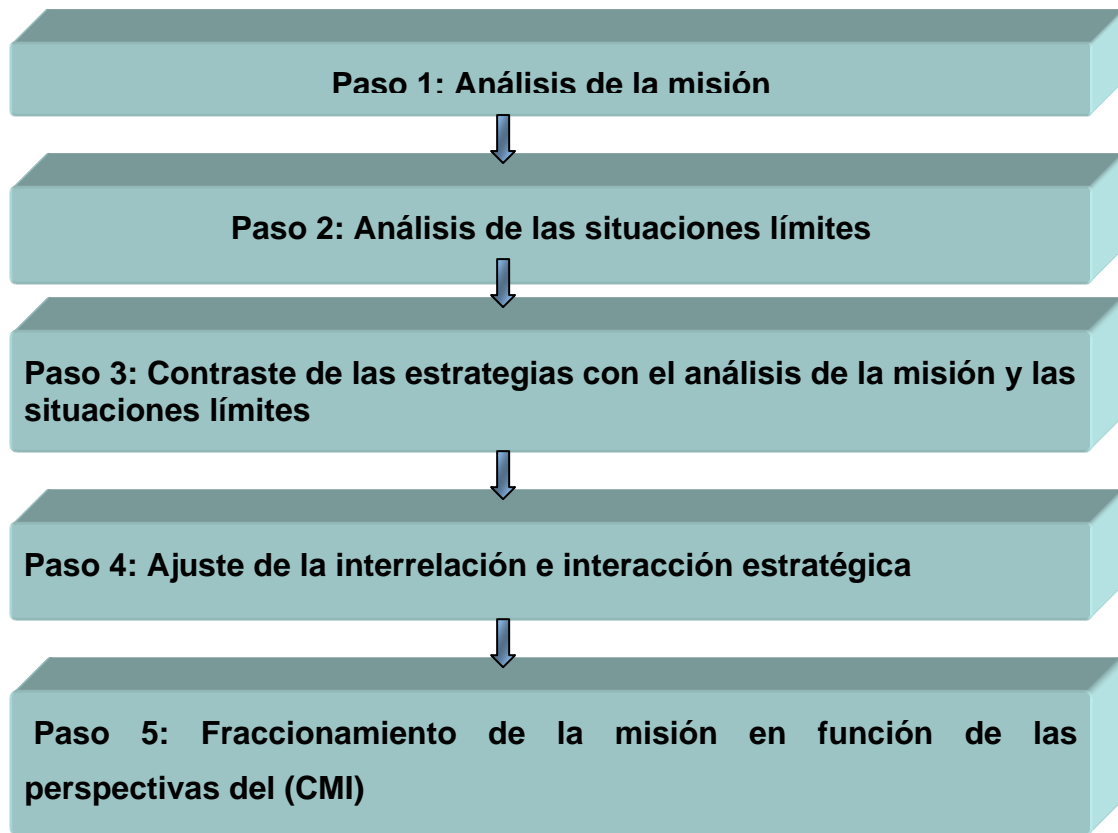 Paso 1: Análisis de la misión
Paso 2: Análisis de las situaciones límites
Paso 3: Contraste de las estrategias con el análisis de la misión y las
situaciones límites
Paso 4: Ajuste de la interrelación e interacción estratégica
Paso 5: Fraccionamiento de la misión en función de las
perspectivas del (CMI)